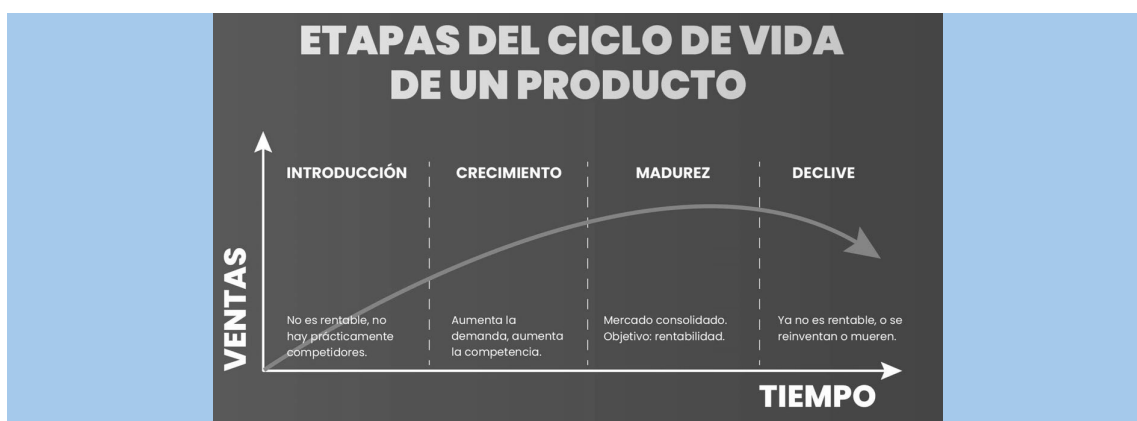 ETAPAS DEL CICLO DE VIDA
DE UN PRODUCTO
INTRODUCCIÓN
CRECIMIENTO
MADUREZ
DECLIVE
VENTAS
No es rentable, no
hay prácticamente
competidores.
Aumenta la
demanda, aumenta
la competencia.
Mercado consolidado.
Objetivo: rentabilidad.
Ya no es rentable, o se
reinventan o mueren.
TIEMPO